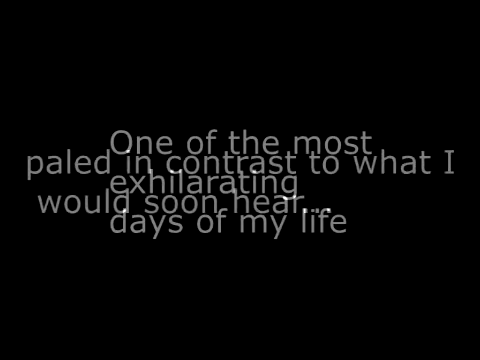 One of the most
paled in contrast to what I
exhilarating
would soon hear...
days of my life